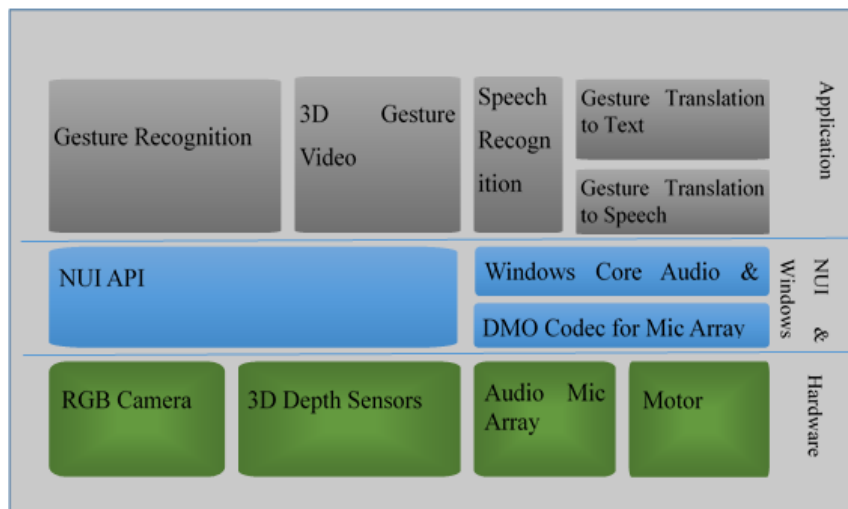 Gesture Recognition
3D Gesture
Video
Speech
Recogn
ition
Gesture Translation
to Text
Gesture Translation
to Speech
Application
NUI API
Windows Core Audio &
DMO Codec for Mic Array
NUI &
Windows
RGB Camera
3D Depth Sensors
Audio Mic
Array
Motor
Hardware